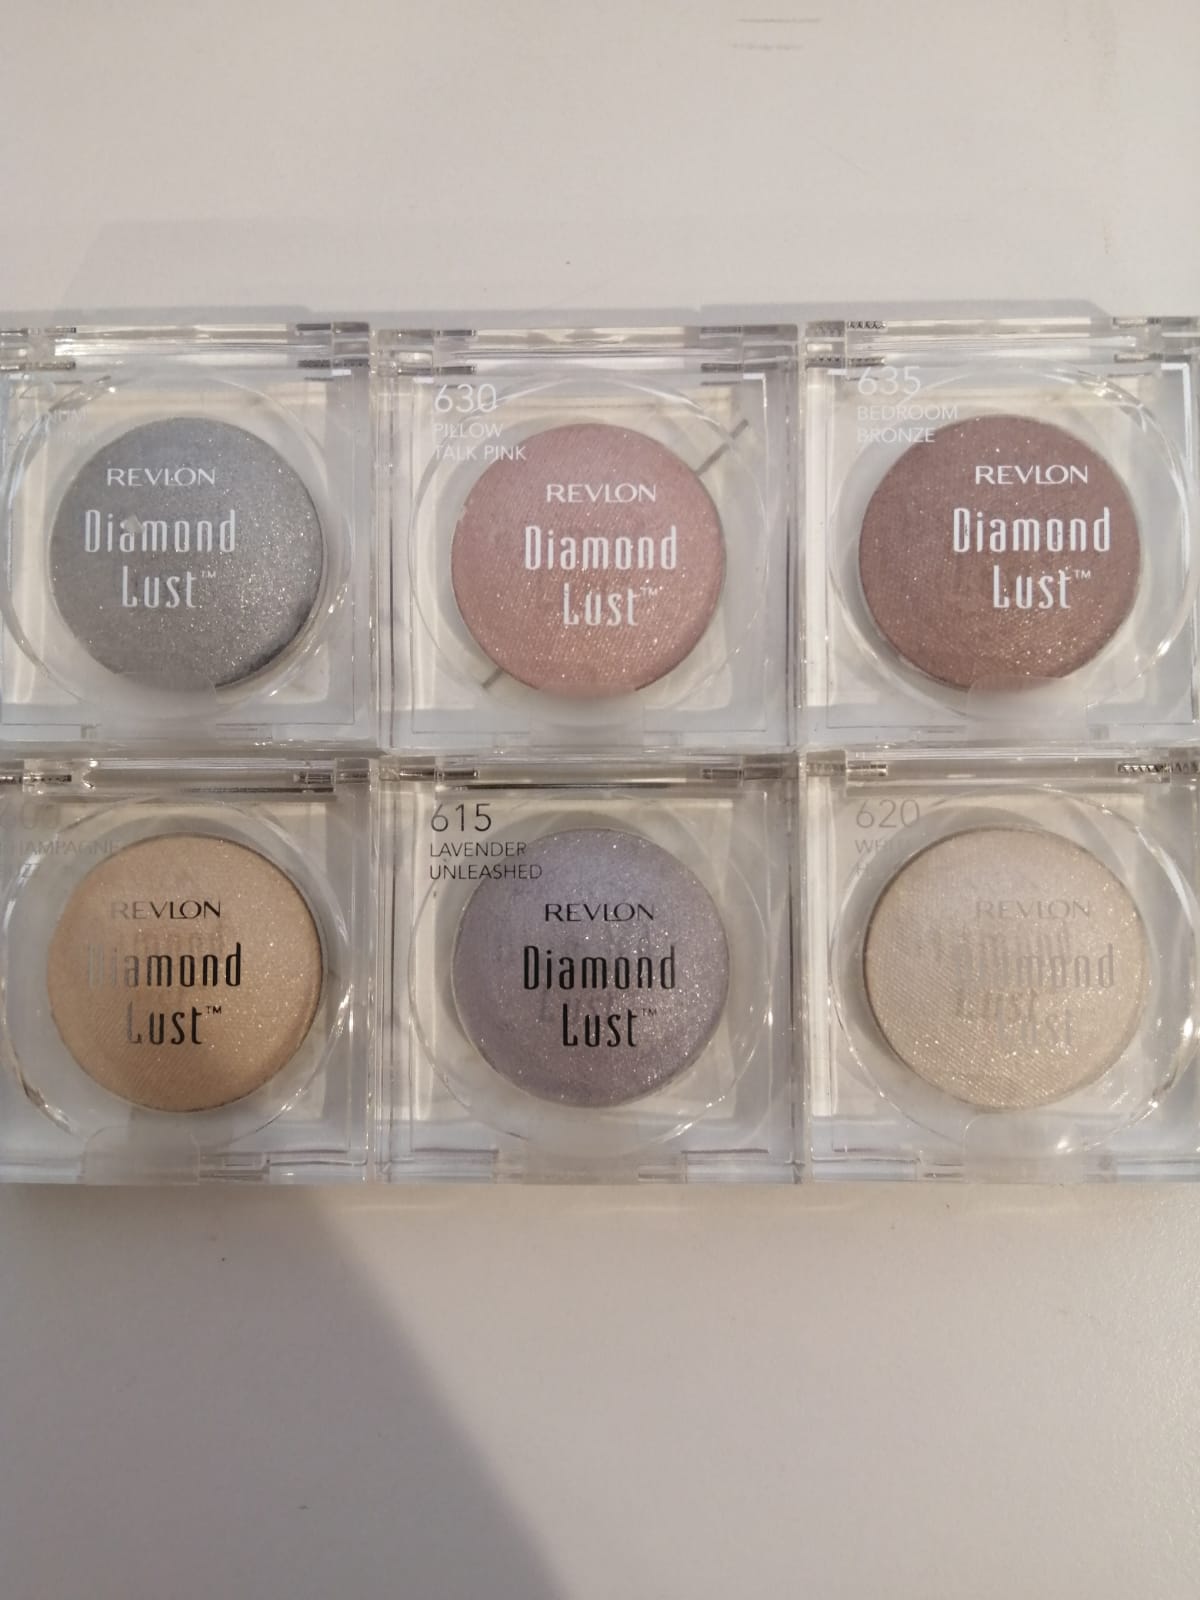 REVLON
Diamond
Lust™
630
PILLOW
TALK PINK
REVLON
Diamond
Lust™
635
BEDROOM
BRONZE
REVLON
Diamond
Lust™
REVLON
Diamond
Lust™
615
LAVENDER
UNLEASHED
REVLON
Diamond
Lust™
620
REVLON
Diamond
Lust